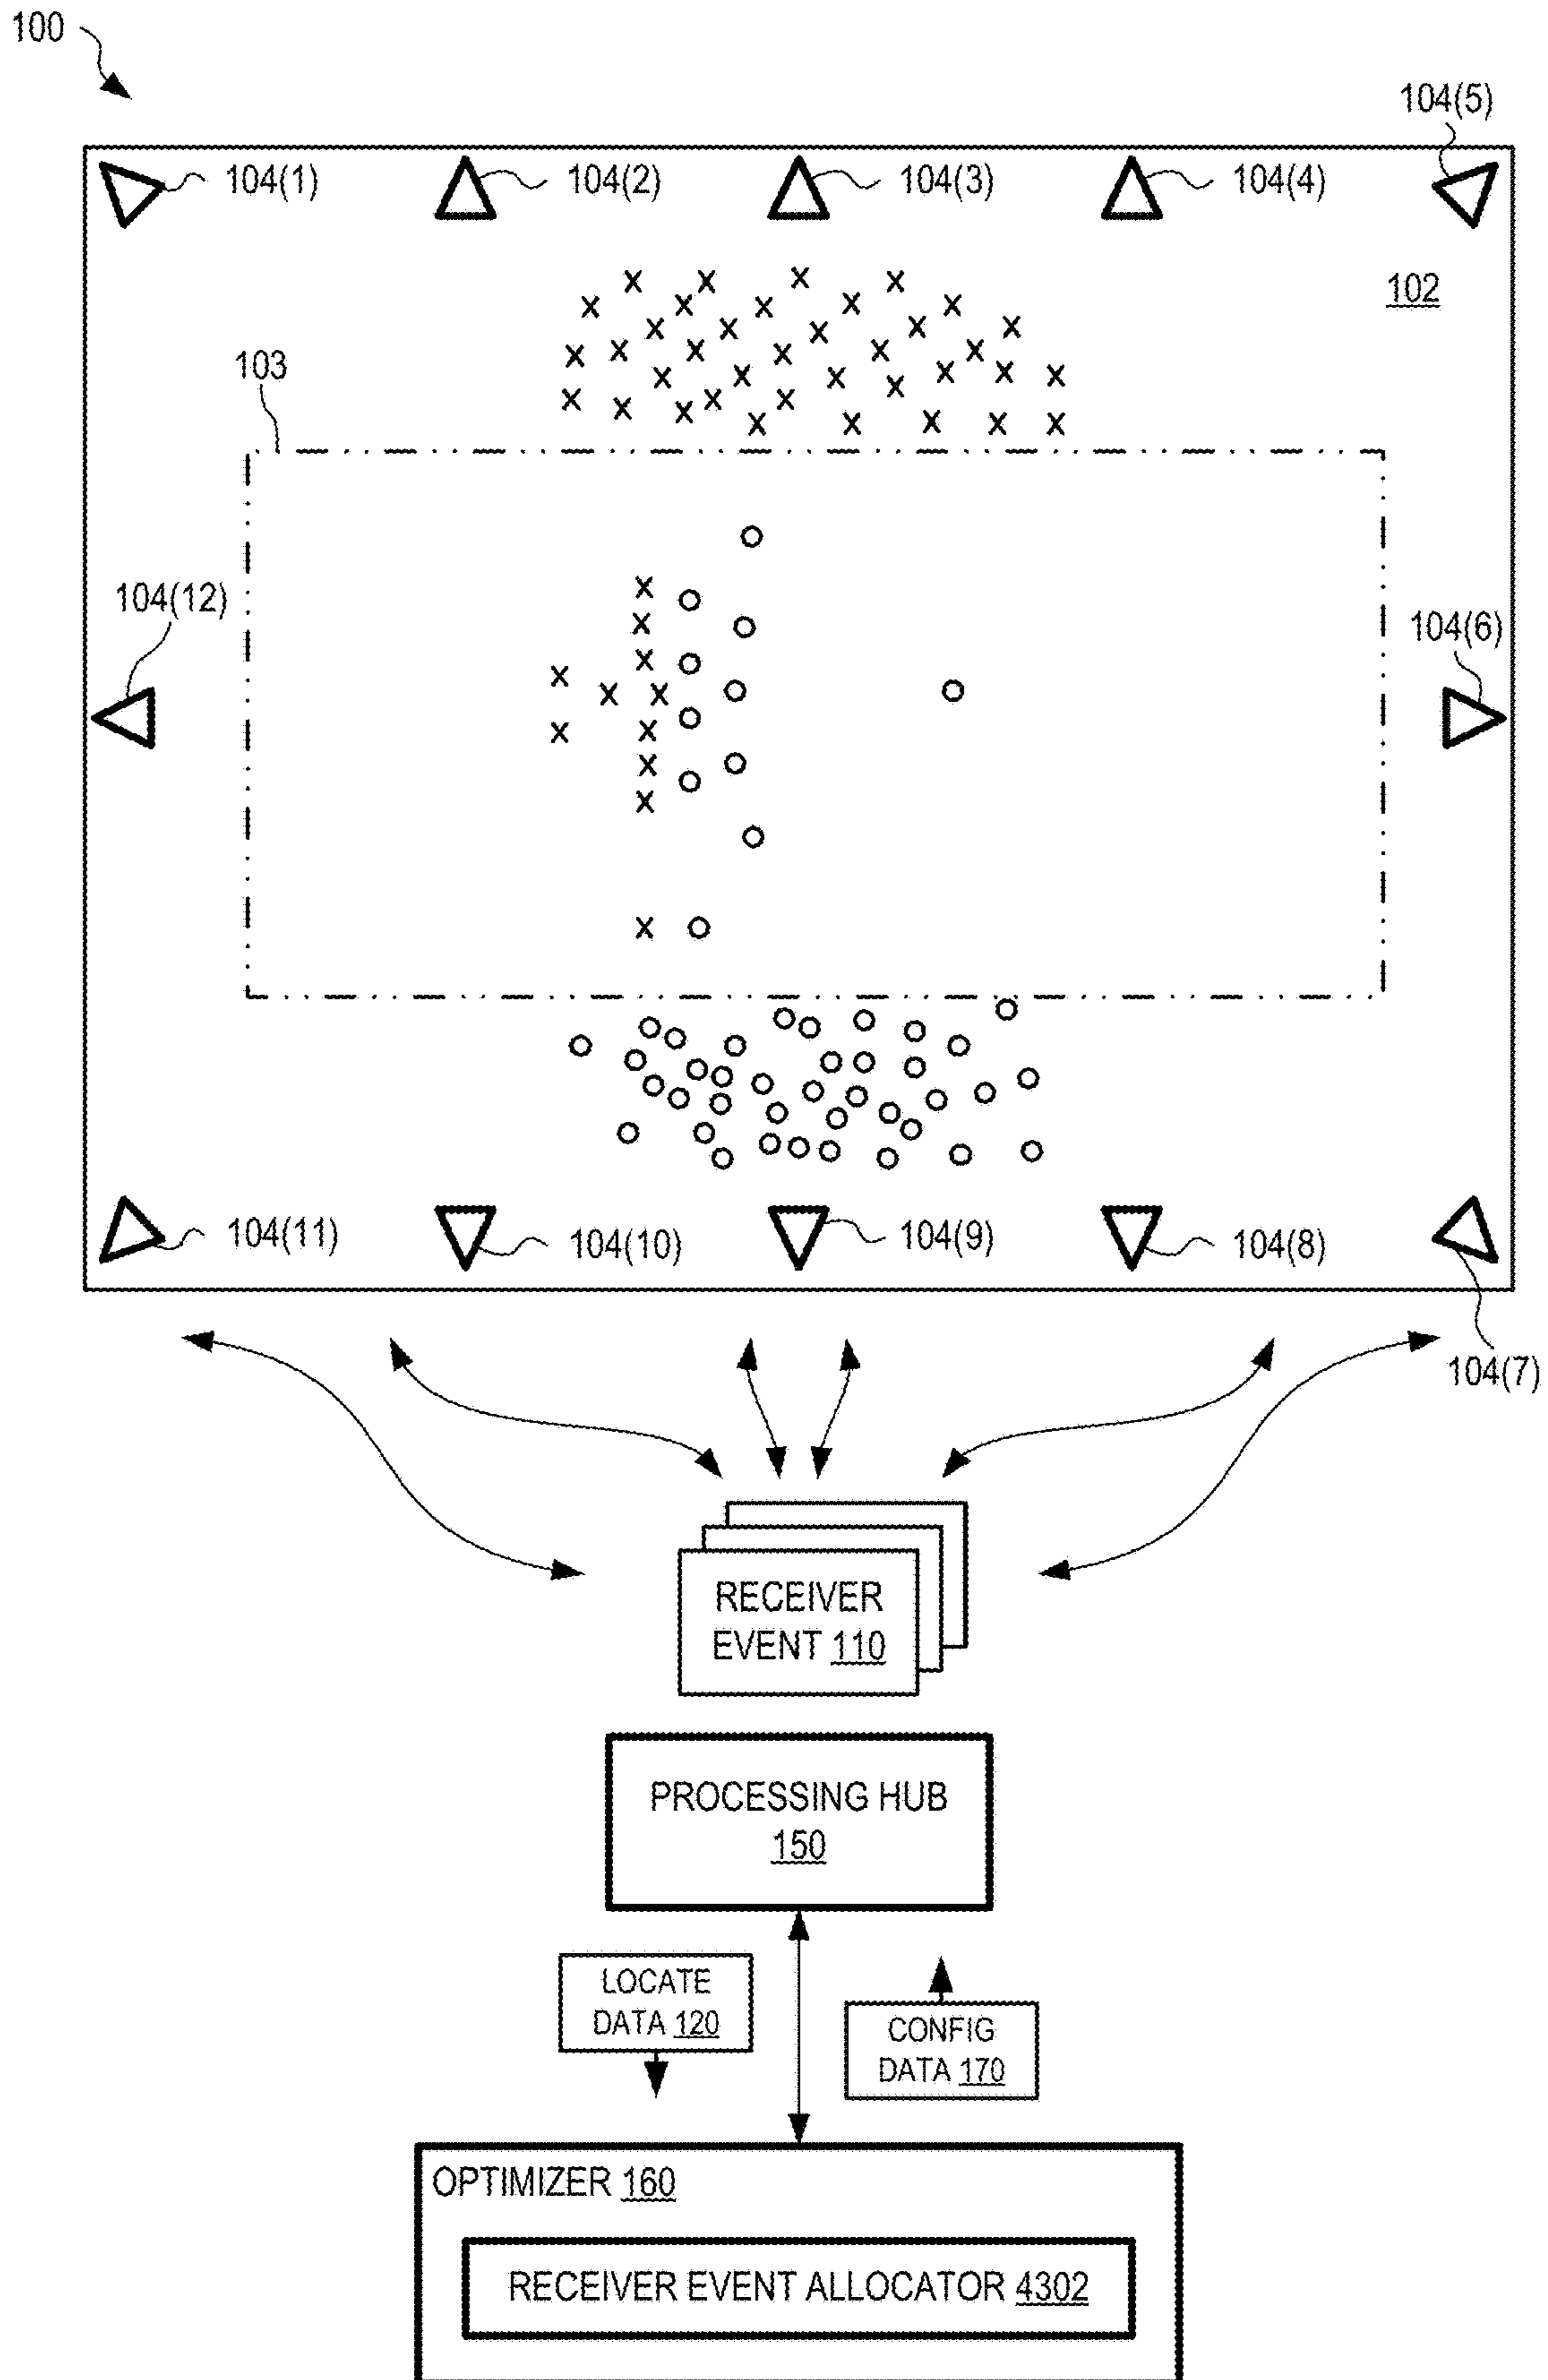 100
104(5)
104(1)
104(2)
104(3)
104(4)
102
103
104(12)
104(6)
104(11)
104(10)
104(9)
104(8)
104(7)
RECEIVER
EVENT 110
PROCESSING HUB
150
LOCATE
DATA 120
CONFIG
DATA 170
OPTIMIZER 160
RECEIVER EVENT ALLOCATOR 4302